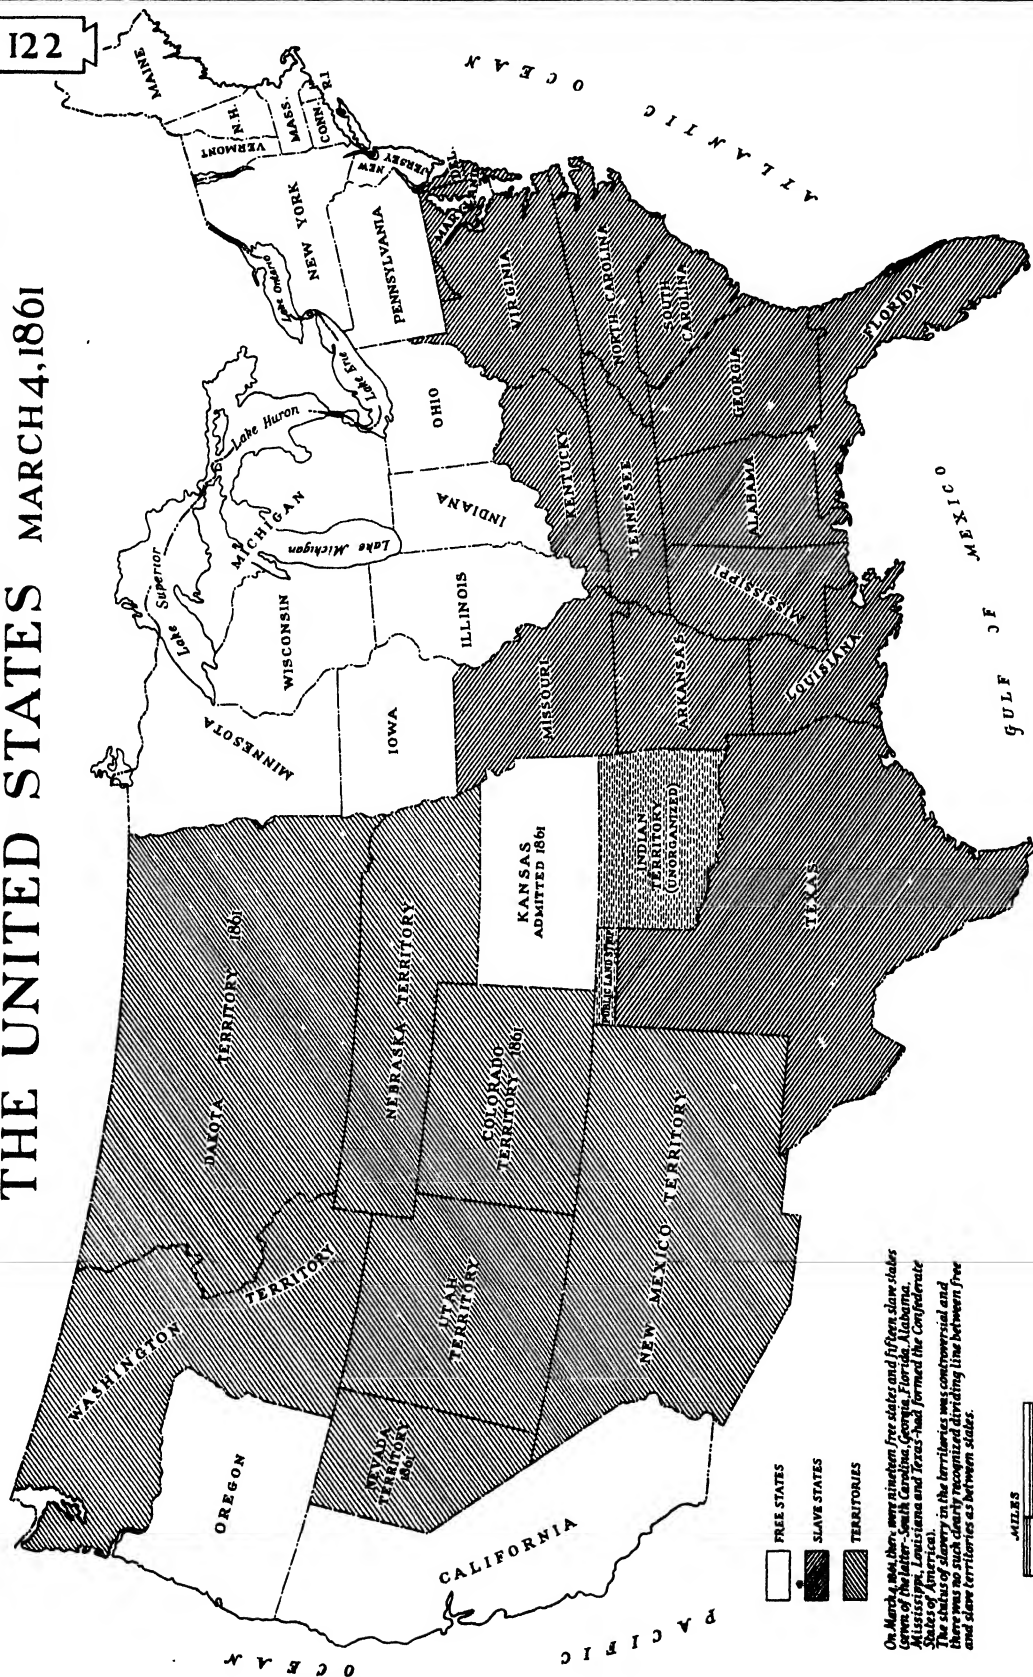 122
THE UNITED STATES MARCH 4, 1861
MAINE
N.H.
VERMONT
MASS.
CONN.
R.I.
NEW YORK
NEW JERSEY
PENNSYLVANIA
DEL.
MARYLAND
VIRGINIA
NORTH CAROLINA
SOUTH CAROLINA
GEORGIA
FLORIDA
ALABAMA
MISSISSIPPI
TENNESSEE
KENTUCKY
OHIO
INDIANA
ILLINOIS
MICHIGAN
WISCONSIN
MINNESOTA
IOWA
MISSOURI
ARKANSAS
LOUISIANA
TEXAS
INDIAN
TERRITORY
(UNORGANIZED)
PUBLIC LAND STRIP
KANSAS
ADMITTED 1861
NEBRASKA TERRITORY
DAKOTA TERRITORY 1861
COLORADO
TERRITORY 1861
NEW MEXICO TERRITORY
UTAH
TERRITORY
NEVADA
TERRITORY
1861
WASHINGTON TERRITORY
OREGON
CALIFORNIA
Lake Ontario
Lake Erie
Lake Huron
Lake Michigan
Lake Superior
ATLANTIC OCEAN
GULF OF MEXICO
PACIFIC OCEAN
FREE STATES
SLAVE STATES
TERRITORIES
On March 4, 1861, there were nineteen free states and fifteen slave states
(seven of the latter-South Carolina, Georgia, Florida, Alabama,
Mississippi, Louisiana and Texas-had formed the Confederate
States of America).
The status of slavery in the territories was controversial and
there was no such clearly recognized dividing line between free
and slave territories as between states.
MILES